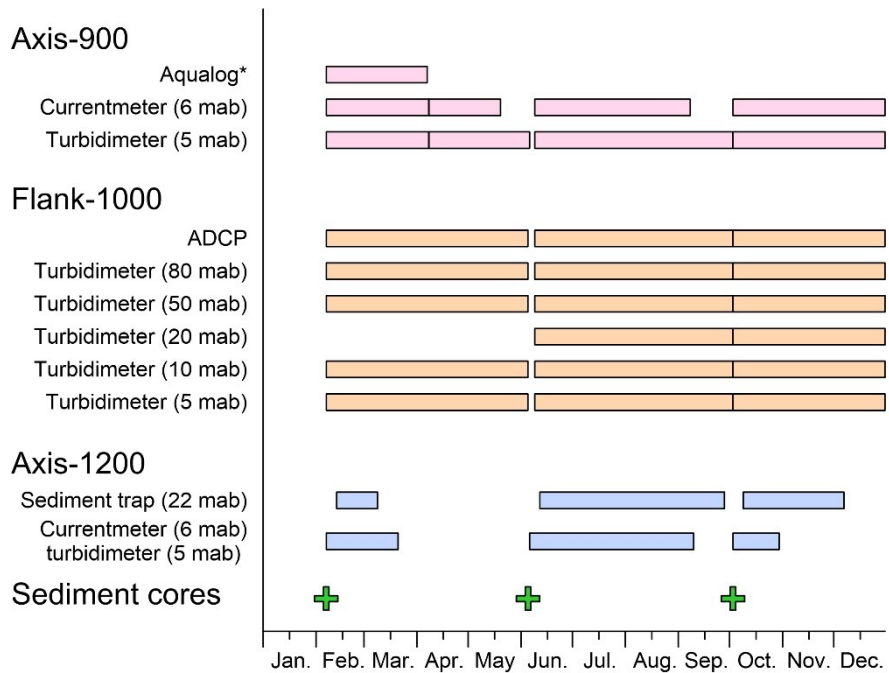 Axis-900
Aqualog*
Currentmeter (6 mab)
Turbidimeter (5 mab)
Flank-1000
ADCP
Turbidimeter (80 mab)
Turbidimeter (50 mab)
Turbidimeter (20 mab)
Turbidimeter (10 mab)
Turbidimeter (5 mab)
Axis-1200
Sediment trap (22 mab)
Currentmeter (6 mab)
turbidimeter (5 mab)
Sediment cores
Jan. Feb. Mar. Apr. May Jun. Jul. Aug. Sep. Oct. Nov. Dec.